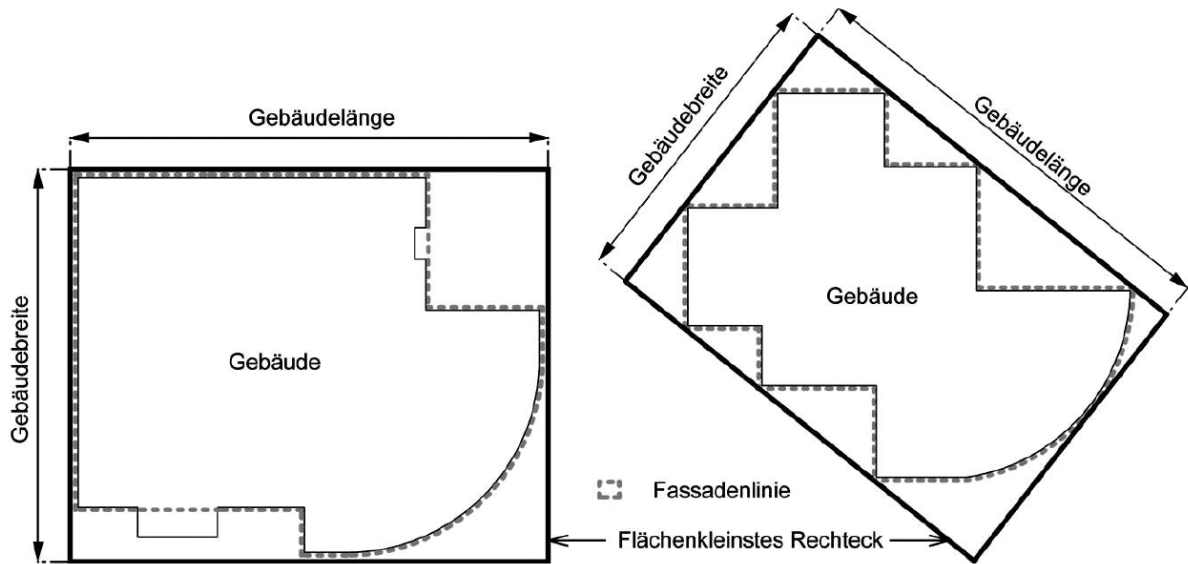 Gebäudelänge
Gebäudebreite
Gebäude
Gebäudebreite
Gebäudelänge
Gebäude
Fassadenlinie
Flächenkleinstes Rechteck